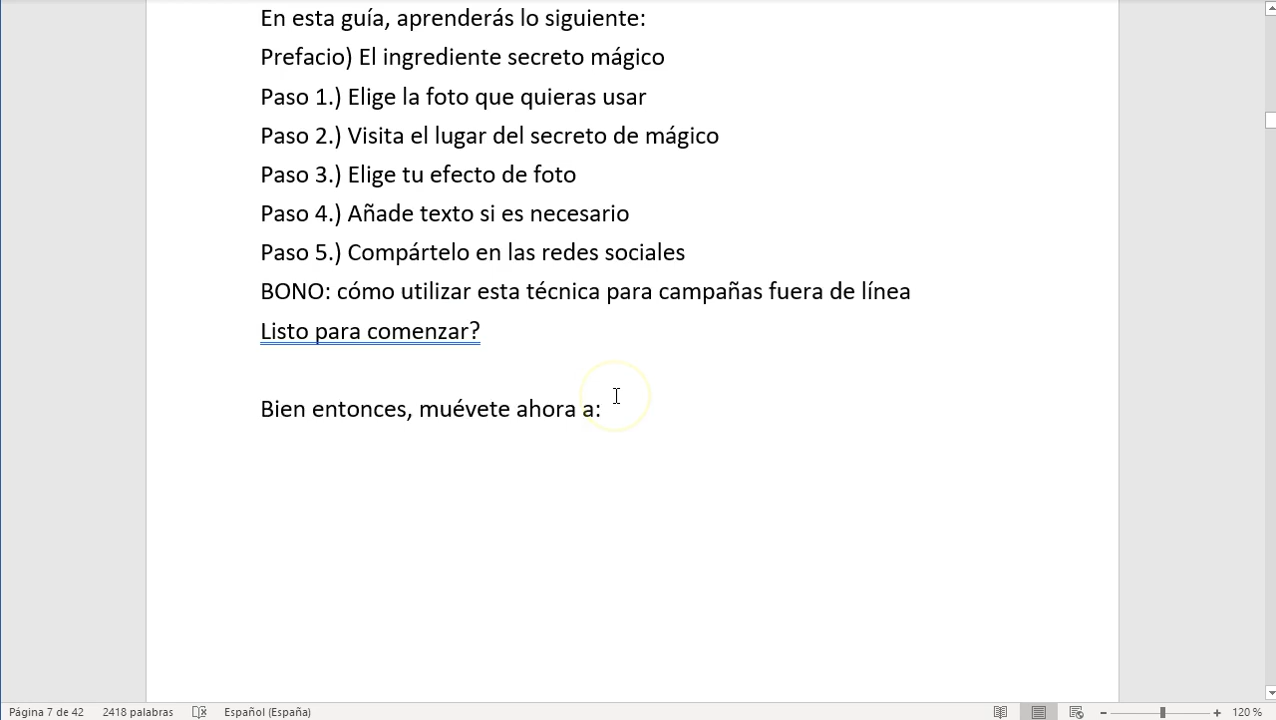 En esta guía, aprenderás lo siguiente:
Prefacio) El ingrediente secreto mágico
Paso 1.) Elige la foto que quieras usar
Paso 2.) Visita el lugar del secreto de mágico
Paso 3.) Elige tu efecto de foto
Paso 4.) Añade texto si es necesario
Paso 5.) Compártelo en las redes sociales
BONO: cómo utilizar esta técnica para campañas fuera de línea
Listo para comenzar?
Bien entonces, muévete ahora a:
Página 7 de 42 2418 palabras Español (España) 120 %